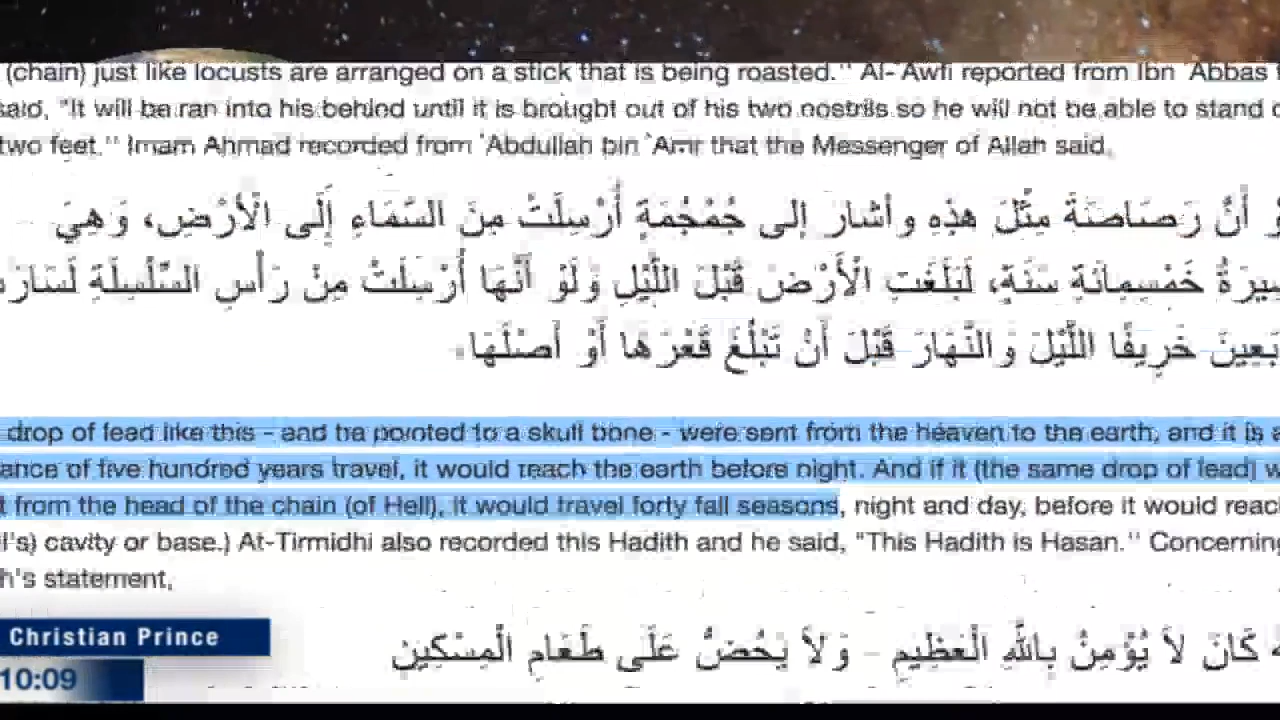 (chain) just like locusts are arranged on a stick that is being roasted." Al-`Awfi reported from Ibn `Abbas
said, "It will be ran into his behind until it is brought out of his two nostrils so he will not be able to stand
two feet." Imam Ahmad recorded from `Abdullah bin `Amr that the Messenger of Allah said,
أَنَّ رَصَاصَةً مِثْلَ هذِهِ وأشار إلى جُمْجُمَةٍ أُرْسِلَتْ مِنَ السَّمَاءِ إِلَى الْأَرْضِ، وَهِيَ
خَمْسِمِائَةِ سَنَةٍ، لَبَلَغَتِ الْأَرْضَ قَبْلَ اللَّيْلِ وَلَوْ أَنَّهَا أُرْسِلَتْ مِنْ رَأْسِ السِّلْسِلَةِ
خَرِيفًا اللَّيْلَ وَالنَّهَارَ قَبْلَ أَنْ تَبْلُغَ قَعْرَهَا أَوْ أَصْلَهَا
drop of lead like this - and he pointed to a skull bone - were sent from the heaven to the earth, and it is
ance of five hundred years travel, it would reach the earth before night. And if it (the same drop of lead)
from the head of the chain (of Hell), it would travel forty fall seasons, night and day, before it would
cavity or base.) At-Tirmidhi also recorded this Hadith and he said, "This Hadith is Hasan." Concerning
h's statement,
كَانَ لَا يُؤْمِنُ بِاللَّهِ الْعَظِيمِ - وَلَا يَحُضُّ عَلَى طَعَامِ الْمِسْكِينِ
Christian Prince
10:09